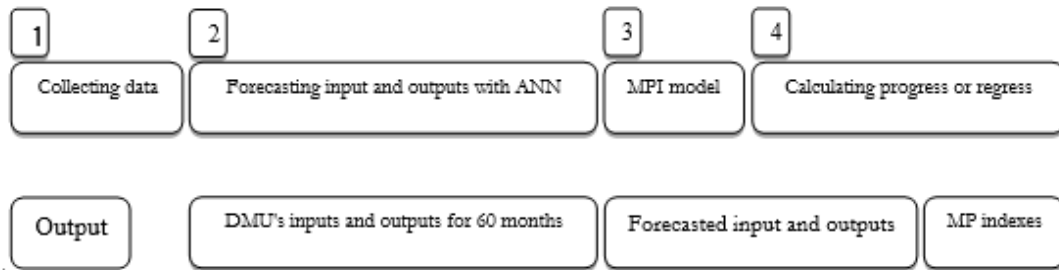 1
2
3
4
Collecting data
Forecasting input and outputs with ANN
MPI model
Calculating progress or regress
Output
DMU's inputs and outputs for 60 months
Forecasted input and outputs
MP indexes